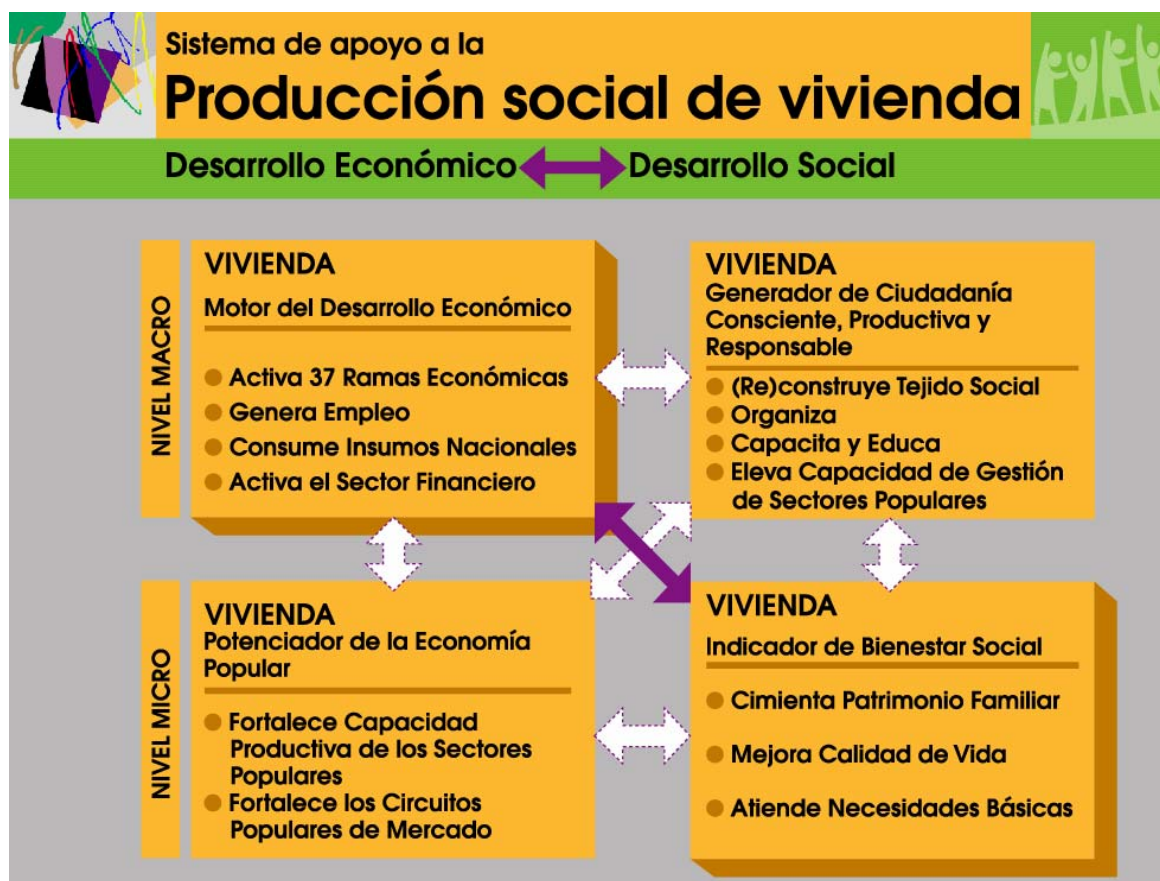 Sistema de apoyo a la
Producción social de vivienda
Desarrollo Económico
Desarrollo Social
NIVEL MACRO
VIVIENDA
Motor del Desarrollo Económico
Activa 37 Ramas Económicas
Genera Empleo
Consume Insumos Nacionales
Activa el Sector Financiero
VIVIENDA
Generador de Ciudadanía
Consciente, Productiva y
Responsable
(Re)construye Tejido Social
Organiza
Capacita y Educa
Eleva Capacidad de Gestión
de Sectores Populares
NIVEL MICRO
VIVIENDA
Potenciador de la Economía
Popular
Fortalece Capacidad
Productiva de los Sectores
Populares
Fortalece los Circuitos
Populares de Mercado
VIVIENDA
Indicador de Bienestar Social
Cimienta Patrimonio Familiar
Mejora Calidad de Vida
Atiende Necesidades Básicas